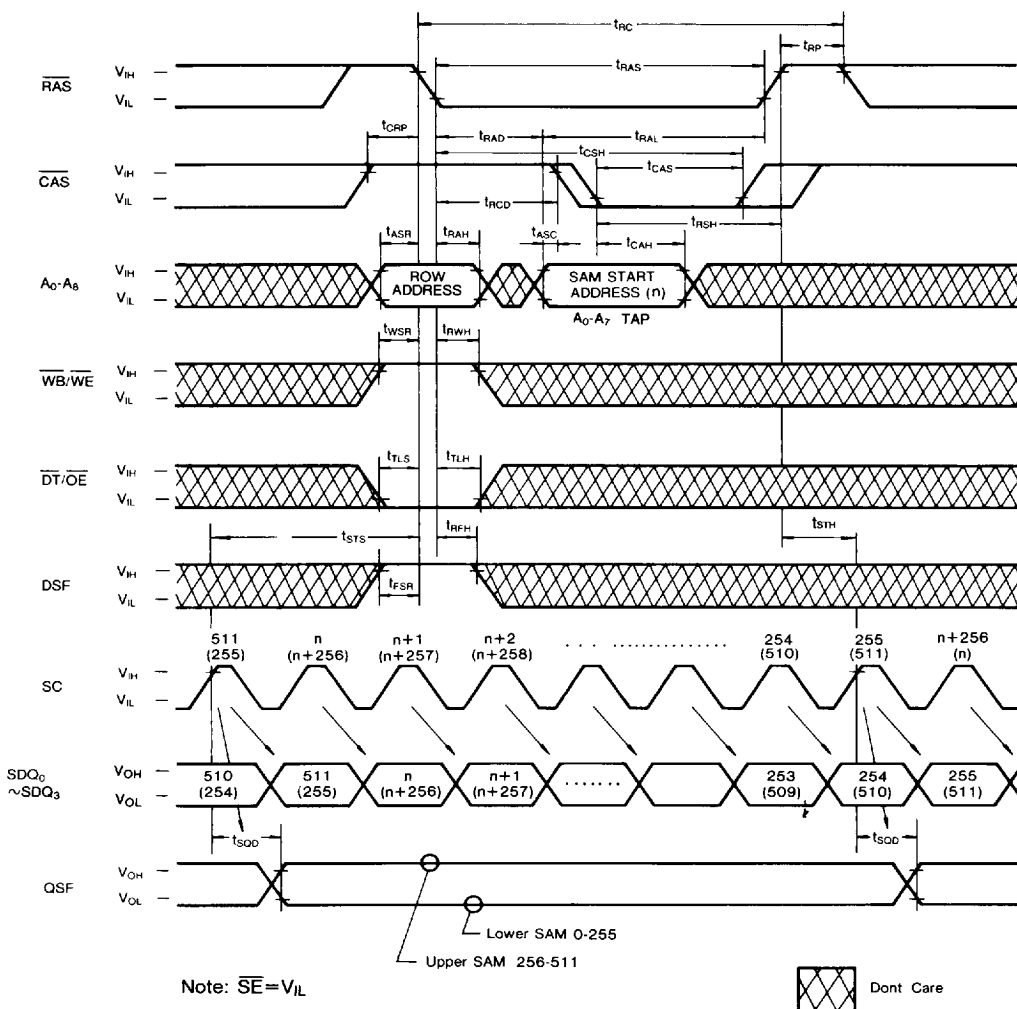 tRC
tRP
RAS
VIH
VIL
tRAS
tCRP
tRAD
tRAL
tCSH
CAS
VIH
VIL
tCAS
tRCD
tRSH
tASR
tRAH
tASC
tCAH
A0-A8
VIH
VIL
ROW
ADDRESS
SAM START
ADDRESS (n)
A0-A7 TAP
tWSR
tRWH
WB/WE
VIH
VIL
tTLS
tTLH
DT/OE
VIH
VIL
tSTS
tRFH
tSTH
DSF
VIH
VIL
tFSR
511 n n+1 n+2 254 255 n+256
(255) (n+256) (n+257) (n+258) . . . .............. (510) (511) (n)
SC
VIH
VIL
SDQ0
~SDQ3
VOH
VOL
510 511 n n+1 ...... 253 254 255
(254) (255) (n+256) (n+257) (509) (510) (511)
tSQD
tSQD
QSF
VOH
VOL
Lower SAM 0-255
Upper SAM 256-511
Note: SE=VIL
Dont Care